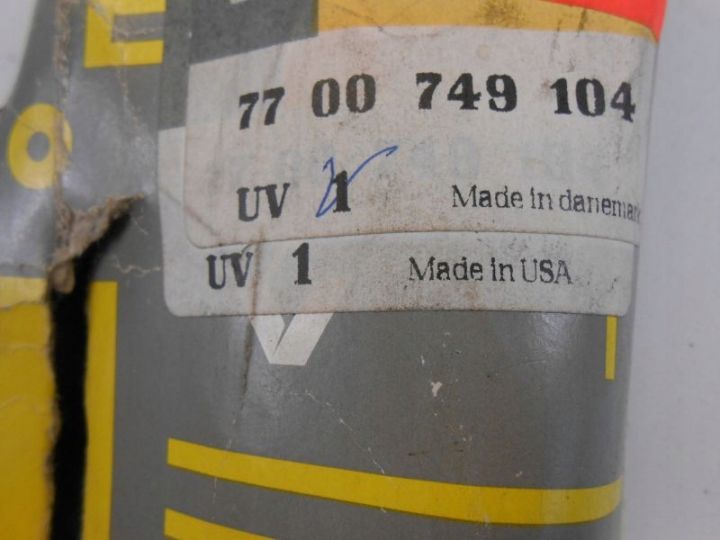 77 00 749 104
UV 1 Made in danemark
UV 1 Made in USA